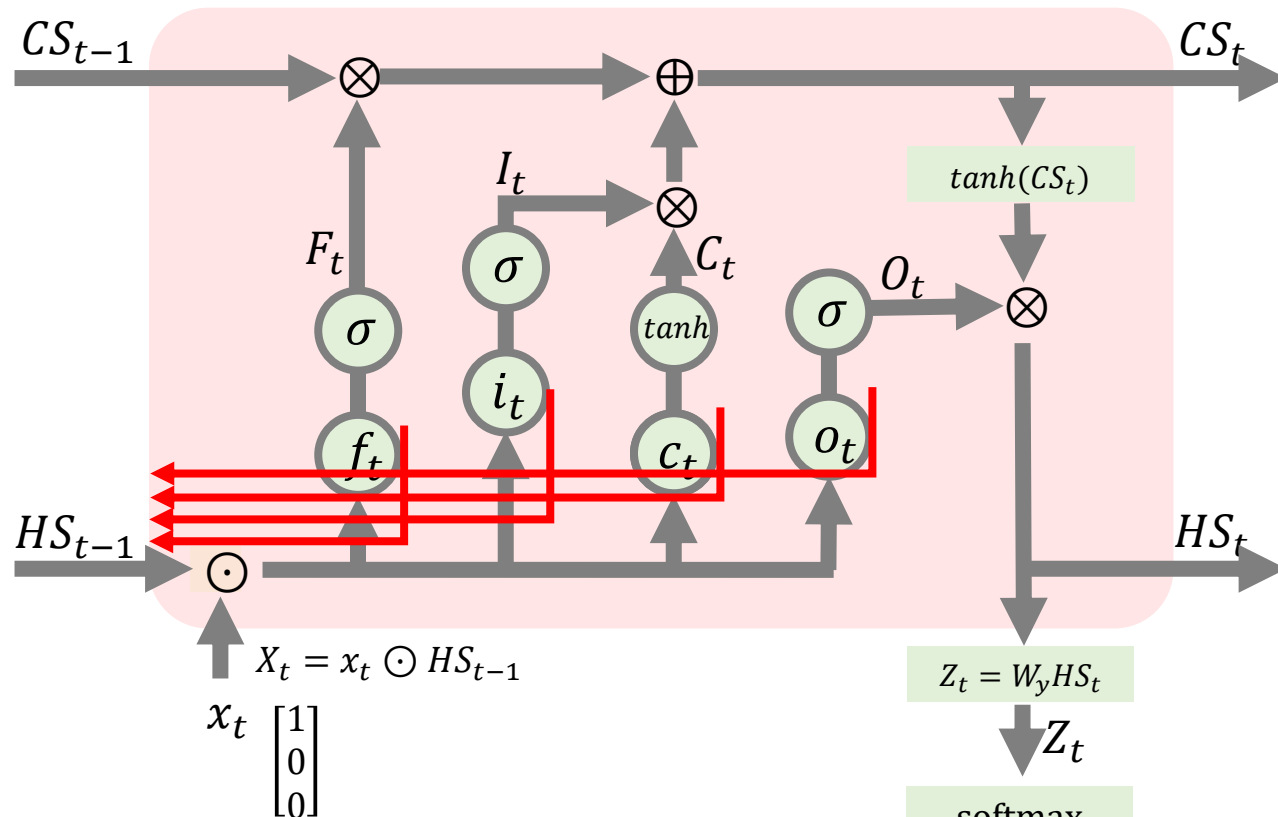 CS_{t−1}
CS_t
⊗
⊕
tanh(CS_t)
I_t
⊗
F_t
σ
C_t
O_t
σ
σ
tanh
⊗
i_t
f_t
c_t
o_t
HS_{t−1}
HS_t
⊙
X_t = x_t ⊙ HS_{t−1}
Z_t = W_y HS_t
x_t
[1
0
0]
Z_t
softmax